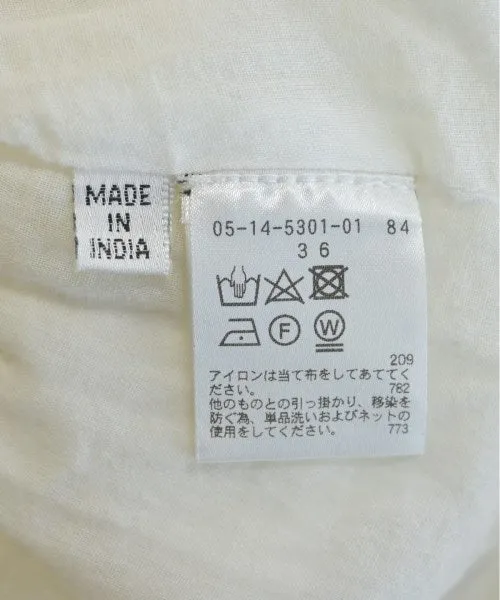 MADE
IN
INDIA
05-14-5301-01 84
36
F W
209
アイロンは当て布をしてあててく
ださい。 782
他のものとの引っ掛かり、移染を
防ぐ為、単品洗いおよびネットの
使用をしてください。 773